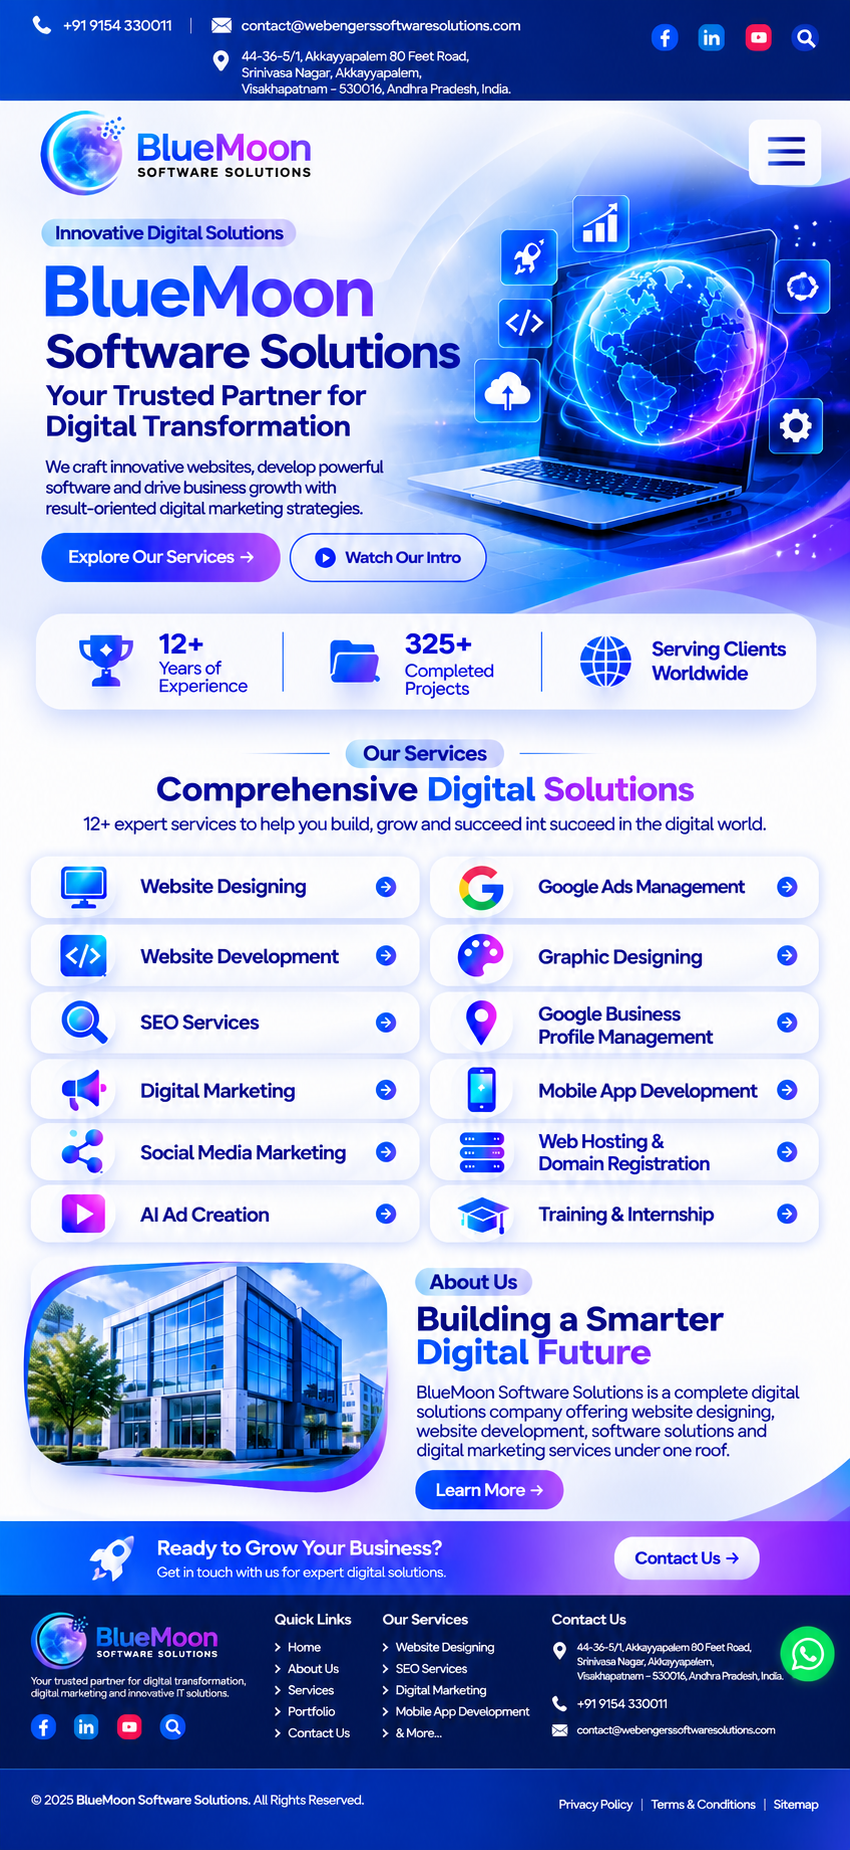 +91 9154 330011
contact@webengerssoftwaresolutions.com
44-36-5/1, Akkayyapalem 80 Feet Road,
Srinivasa Nagar, Akkayyapalem,
Visakhapatnam - 530016, Andhra Pradesh, India.
BlueMoon
SOFTWARE SOLUTIONS
Innovative Digital Solutions
BlueMoon
Software Solutions
Your Trusted Partner for
Digital Transformation
We craft innovative websites, develop powerful
software and drive business growth with
result-oriented digital marketing strategies.
Explore Our Services →
Watch Our Intro
12+
Years of
Experience
325+
Completed
Projects
Serving Clients
Worldwide
Our Services
Comprehensive Digital Solutions
12+ expert services to help you build, grow and succeed int succeed in the digital world.
Website Designing
Google Ads Management
Website Development
Graphic Designing
SEO Services
Google Business
Profile Management
Digital Marketing
Mobile App Development
Social Media Marketing
Web Hosting &
Domain Registration
AI Ad Creation
Training & Internship
About Us
Building a Smarter
Digital Future
BlueMoon Software Solutions is a complete digital
solutions company offering website designing,
website development, software solutions and
digital marketing services under one roof.
Learn More →
Ready to Grow Your Business?
Get in touch with us for expert digital solutions.
Contact Us →
BlueMoon
SOFTWARE SOLUTIONS
Your trusted partner for digital transformation,
digital marketing and innovative IT solutions.
Quick Links
Home
About Us
Services
Portfolio
Contact Us
Our Services
Website Designing
SEO Services
Digital Marketing
Mobile App Development
& More...
Contact Us
44-36-5/1, Akkayyapalem 80 Feet Road,
Srinivasa Nagar, Akkayyapalem,
Visakhapatnam - 530016, Andhra Pradesh, India.
+91 9154 330011
contact@webengerssoftwaresolutions.com
© 2025 BlueMoon Software Solutions. All Rights Reserved.
Privacy Policy | Terms & Conditions | Sitemap